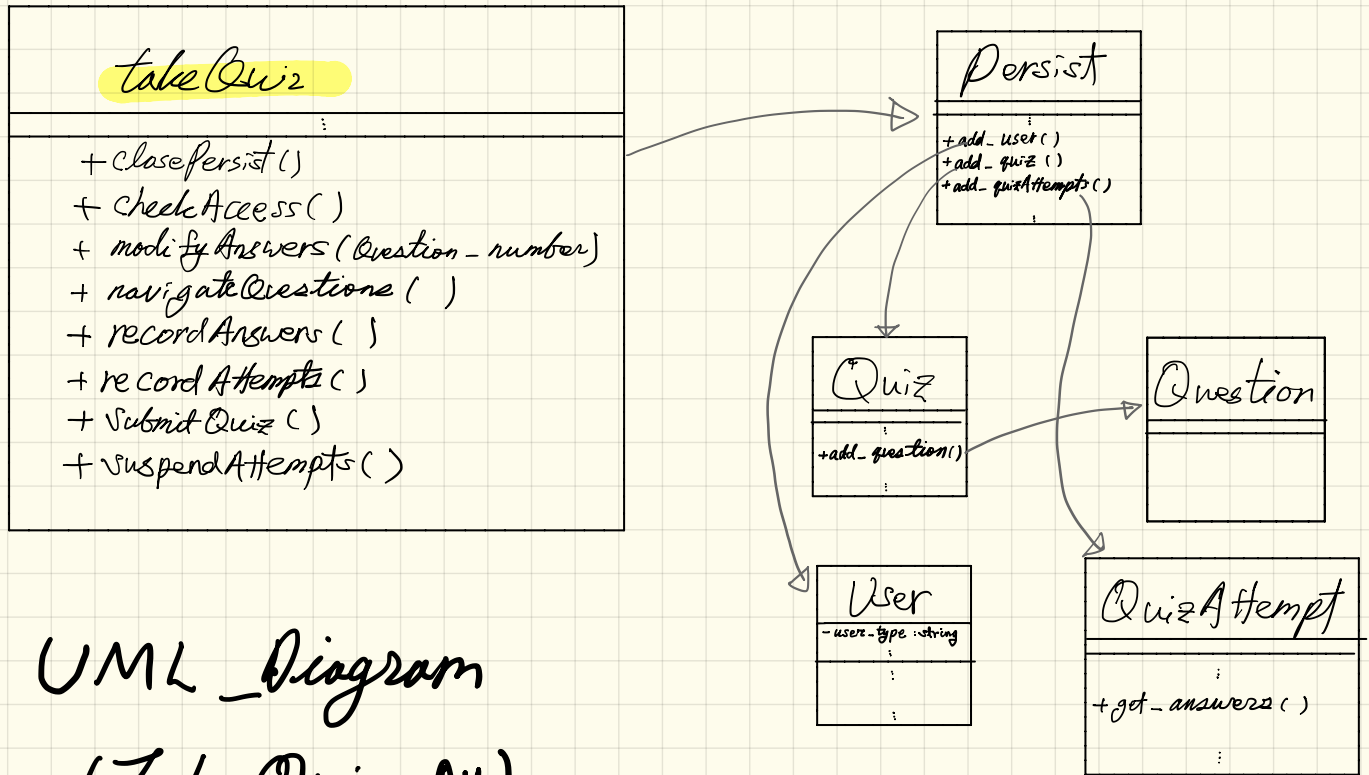 takeQuiz
+ closePersist()
+ checkAccess()
+ modifyAnswers(Question_number)
+ navigateQuestions( )
+ recordAnswers( )
+ recordAttempts( )
+ submitQuiz( )
+ suspendAttempts( )
Persist
+add_user()
+add_quiz()
+add_quizAttempts()
Quiz
+add_question()
Question
User
-user_type :string
QuizAttempt
+get_answers( )
UML_Diagram